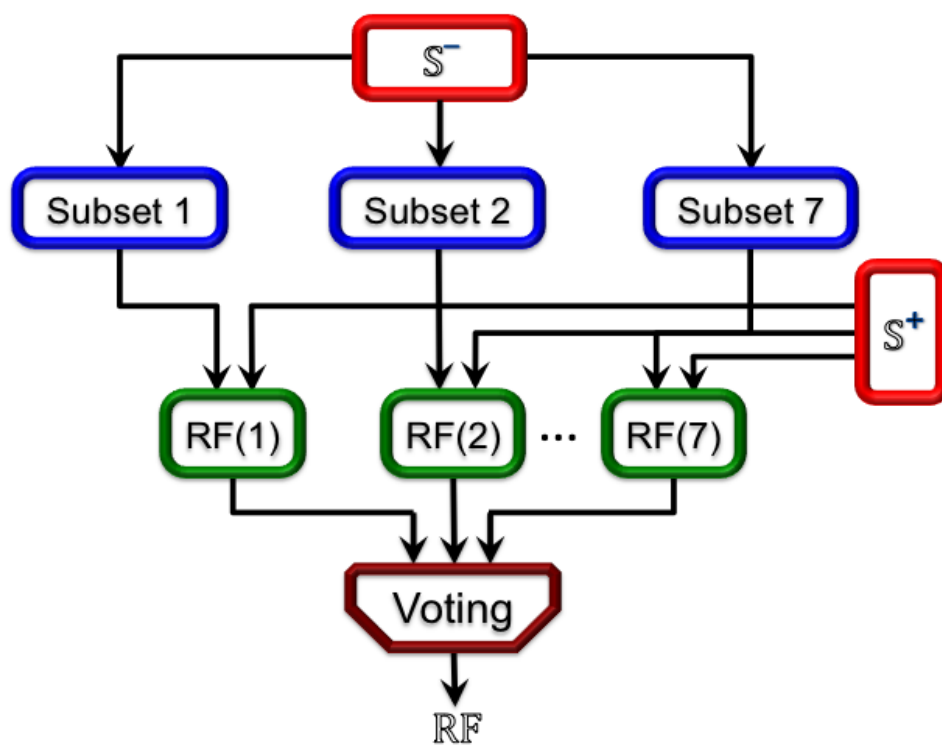 𝕊⁻
Subset 1
Subset 2
Subset 7
𝕊⁺
RF(1)
RF(2)
...
RF(7)
Voting
ℝ𝔽